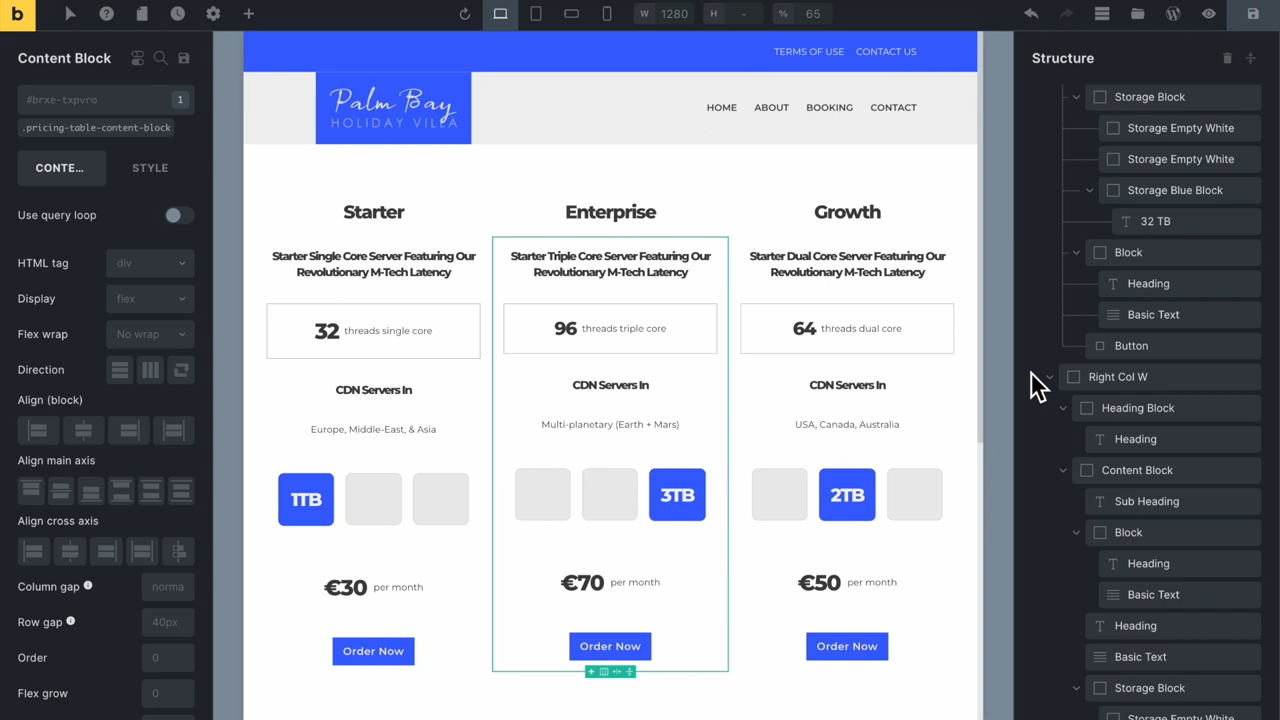 b
W 1280 H - % 65
Content Block
#brxe-txpvro 1
.pricing-table-content-block
CONTE... STYLE
Use query loop
HTML tag div
Display flex
Flex wrap No wrap
Direction
Align (block)
Align main axis
Align cross axis
Column gap norma
Row gap 40px
Order 0
Flex grow 0
TERMS OF USE CONTACT US
Palm Bay
HOLIDAY VILLA
HOME ABOUT BOOKING CONTACT
Starter
Starter Single Core Server Featuring Our
Revolutionary M-Tech Latency
32 threads single core
CDN Servers In
Europe, Middle-East, & Asia
1TB
€30 per month
Order Now
Enterprise
Starter Triple Core Server Featuring Our
Revolutionary M-Tech Latency
96 threads triple core
CDN Servers In
Multi-planetary (Earth + Mars)
3TB
€70 per month
Order Now
Growth
Starter Dual Core Server Featuring Our
Revolutionary M-Tech Latency
64 threads dual core
CDN Servers In
USA, Canada, Australia
2TB
€50 per month
Order Now
Structure
Storage Block
Storage Empty White
Storage Empty White
Storage Blue Block
32 TB
Block
Heading
Basic Text
Button
Right Col W
Heading Block
Heading
Content Block
Sub Heading
Block
Heading
Basic Text
Heading
Basic Text
Storage Block
Storage Empty White